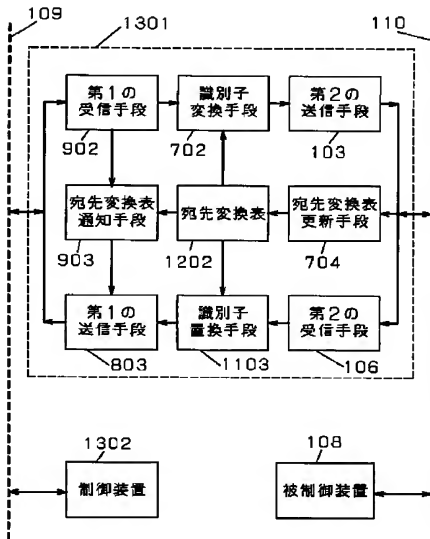 109
1301
110
第1の
受信手段
識別子
変換手段
第2の
送信手段
902
702
103
宛先変換表
通知手段
宛先変換表
宛先変換表
更新手段
903
1202
704
第1の
送信手段
識別子
置換手段
第2の
受信手段
803
1103
106
1302
108
制御装置
被制御装置